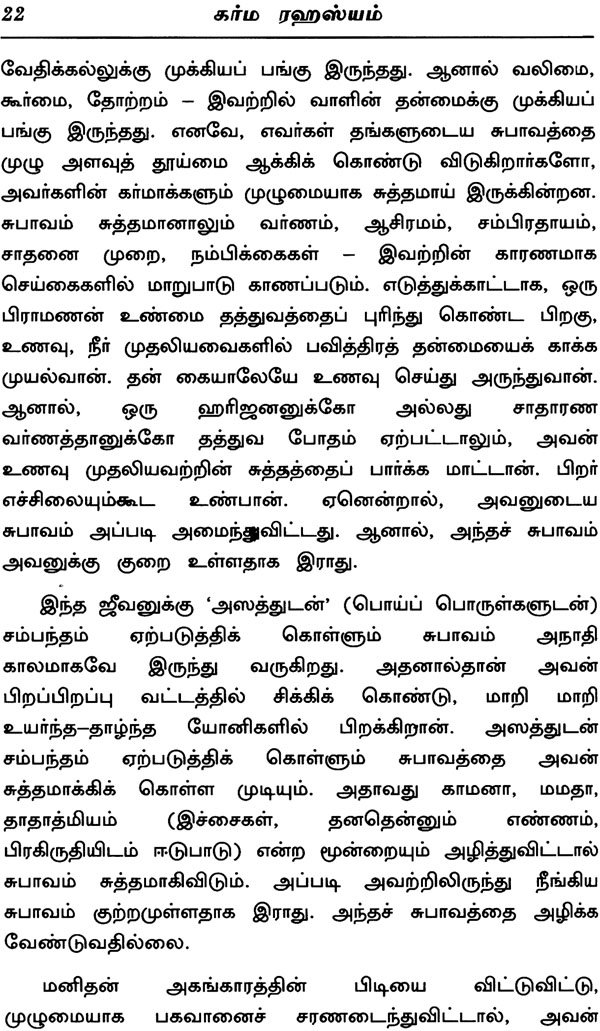 22 கர்ம ரஹஸ்யம்
வேதிக்கல்லுக்கு முக்கியப் பங்கு இருந்தது. ஆனால் வலிமை,
கூர்மை, தோற்றம் – இவற்றில் வாளின் தன்மைக்கு முக்கியப்
பங்கு இருந்தது. எனவே, எவர்கள் தங்களுடைய சுபாவத்தை
முழு அளவுத் தூய்மை ஆக்கிக் கொண்டு விடுகிறார்களோ,
அவர்களின் கர்மாக்களும் முழுமையாக சுத்தமாய் இருக்கின்றன.
சுபாவம் சுத்தமானாலும் வர்ணம், ஆசிரமம், சம்பிரதாயம்,
சாதனை முறை, நம்பிக்கைகள் – இவற்றின் காரணமாக
செய்கைகளில் மாறுபாடு காணப்படும். எடுத்துக்காட்டாக, ஒரு
பிராமணன் உண்மை தத்துவத்தைப் புரிந்து கொண்ட பிறகு,
உணவு, நீர் முதலியவைகளில் பவித்திரத் தன்மையைக் காக்க
முயல்வான். தன் கையாலேயே உணவு செய்து அருந்துவான்.
ஆனால், ஒரு ஹரிஜனனுக்கோ அல்லது சாதாரண
வர்ணத்தானுக்கோ தத்துவ போதம் ஏற்பட்டாலும், அவன்
உணவு முதலியவற்றின் சுத்தத்தைப் பார்க்க மாட்டான். பிறர்
எச்சிலையும்கூட உண்பான். ஏனென்றால், அவனுடைய
சுபாவம் அப்படி அமைந்துவிட்டது. ஆனால், அந்தச் சுபாவம்
அவனுக்கு குறை உள்ளதாக இராது.
இந்த ஜீவனுக்கு ‘அஸத்துடன்’ (பொய்ப் பொருள்களுடன்)
சம்பந்தம் ஏற்படுத்திக் கொள்ளும் சுபாவம் அநாதி
காலமாகவே இருந்து வருகிறது. அதனால்தான் அவன்
பிறப்பிறப்பு வட்டத்தில் சிக்கிக் கொண்டு, மாறி மாறி
உயர்ந்த–தாழ்ந்த யோனிகளில் பிறக்கிறான். அஸத்துடன்
சம்பந்தம் ஏற்படுத்திக் கொள்ளும் சுபாவத்தை அவன்
சுத்தமாக்கிக் கொள்ள முடியும். அதாவது காமனா, மமதா,
தாதாத்மியம் (இச்சைகள், தனதென்னும் எண்ணம்,
பிரகிருதியிடம் ஈடுபாடு) என்ற மூன்றையும் அழித்துவிட்டால்
சுபாவம் சுத்தமாகிவிடும். அப்படி அவற்றிலிருந்து நீங்கிய
சுபாவம் குற்றமுள்ளதாக இராது. அந்தச் சுபாவத்தை அழிக்க
வேண்டுவதில்லை.
மனிதன் அகங்காரத்தின் பிடியை விட்டுவிட்டு,
முழுமையாக பகவானைச் சரணடைந்துவிட்டால், அவன்